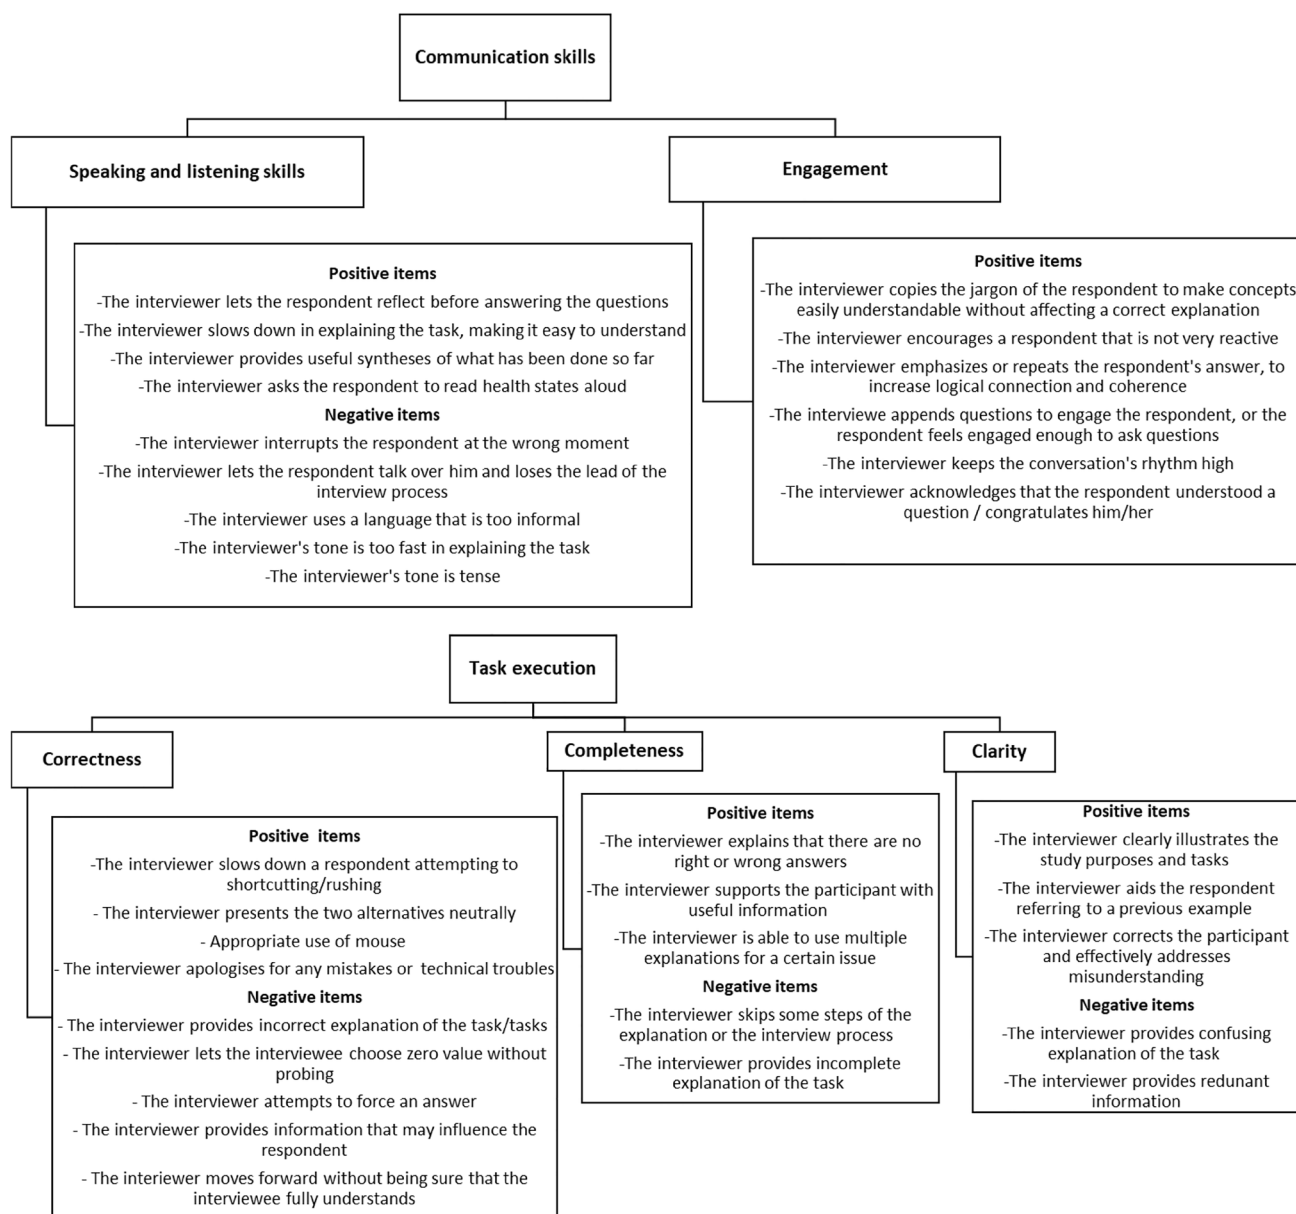 Communication skills
Speaking and listening skills
Positive items
-The interviewer lets the respondent reflect before answering the questions
-The interviewer slows down in explaining the task, making it easy to understand
-The interviewer provides useful syntheses of what has been done so far
-The interviewer asks the respondent to read health states aloud
Negative items
-The interviewer interrupts the respondent at the wrong moment
-The interviewer lets the respondent talk over him and loses the lead of the
interview process
-The interviewer uses a language that is too informal
-The interviewer's tone is too fast in explaining the task
-The interviewer's tone is tense
Engagement
Positive items
-The interviewer copies the jargon of the respondent to make concepts
easily understandable without affecting a correct explanation
-The interviewer encourages a respondent that is not very reactive
-The interviewer emphasizes or repeats the respondent's answer, to
increase logical connection and coherence
-The interviewe appends questions to engage the respondent, or the
respondent feels engaged enough to ask questions
-The interviewer keeps the conversation's rhythm high
-The interviewer acknowledges that the respondent understood a
question / congratulates him/her
Task execution
Correctness
Positive items
-The interviewer slows down a respondent attempting to
shortcutting/rushing
- The interviewer presents the two alternatives neutrally
- Appropriate use of mouse
- The interviewer apologises for any mistakes or technical troubles
Negative items
- The interviewer provides incorrect explanation of the task/tasks
- The interviewer lets the interviewee choose zero value without
probing
- The interviewer attempts to force an answer
- The interviewer provides information that may influence the
respondent
- The interiewer moves forward without being sure that the
interviewee fully understands
Completeness
Positive items
-The interviewer explains that there are no
right or wrong answers
-The interviewer supports the participant with
useful information
-The interviewer is able to use multiple
explanations for a certain issue
Negative items
-The interviewer skips some steps of the
explanation or the interview process
-The interviewer provides incomplete
explanation of the task
Clarity
Positive items
-The interviewer clearly illustrates the
study purposes and tasks
-The interviewer aids the respondent
referring to a previous example
-The interviewer corrects the participant
and effectively addresses
misunderstanding
Negative items
-The interviewer provides confusing
explanation of the task
-The interviewer provides redunant
information